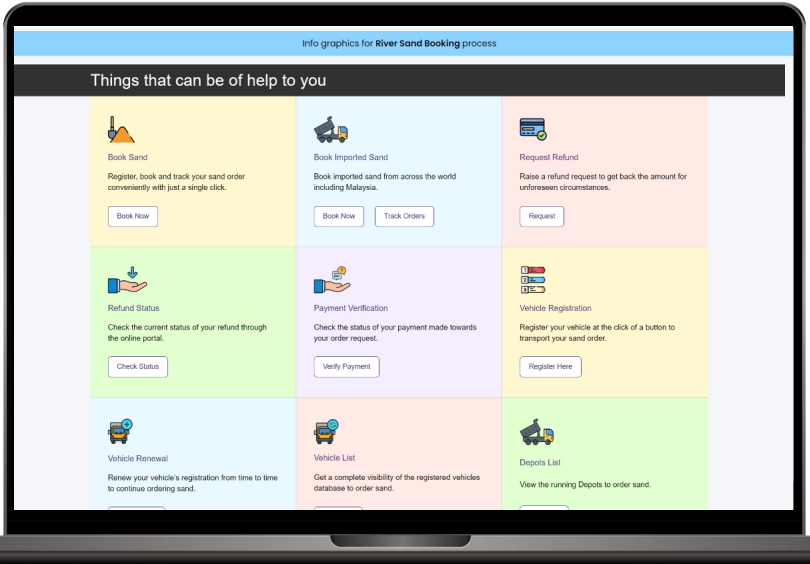 Info graphics for River Sand Booking process
Things that can be of help to you
Book Sand
Register, book and track your sand order
conveniently with just a single click.
Book Now
Book Imported Sand
Book imported sand from across the world
including Malaysia.
Book Now
Track Orders
Request Refund
Raise a refund request to get back the amount for
unforeseen circumstances.
Request
Refund Status
Check the current status of your refund through
the online portal.
Check Status
Payment Verification
Check the status of your payment made towards
your order request.
Verify Payment
1
2
3
Vehicle Registration
Register your vehicle at the click of a button to
transport your sand order.
Register Here
Vehicle Renewal
Renew your vehicle's registration from time to time
to continue ordering sand.
Vehicle List
Get a complete visibility of the registered vehicles
database to order sand.
Depots List
View the running Depots to order sand.